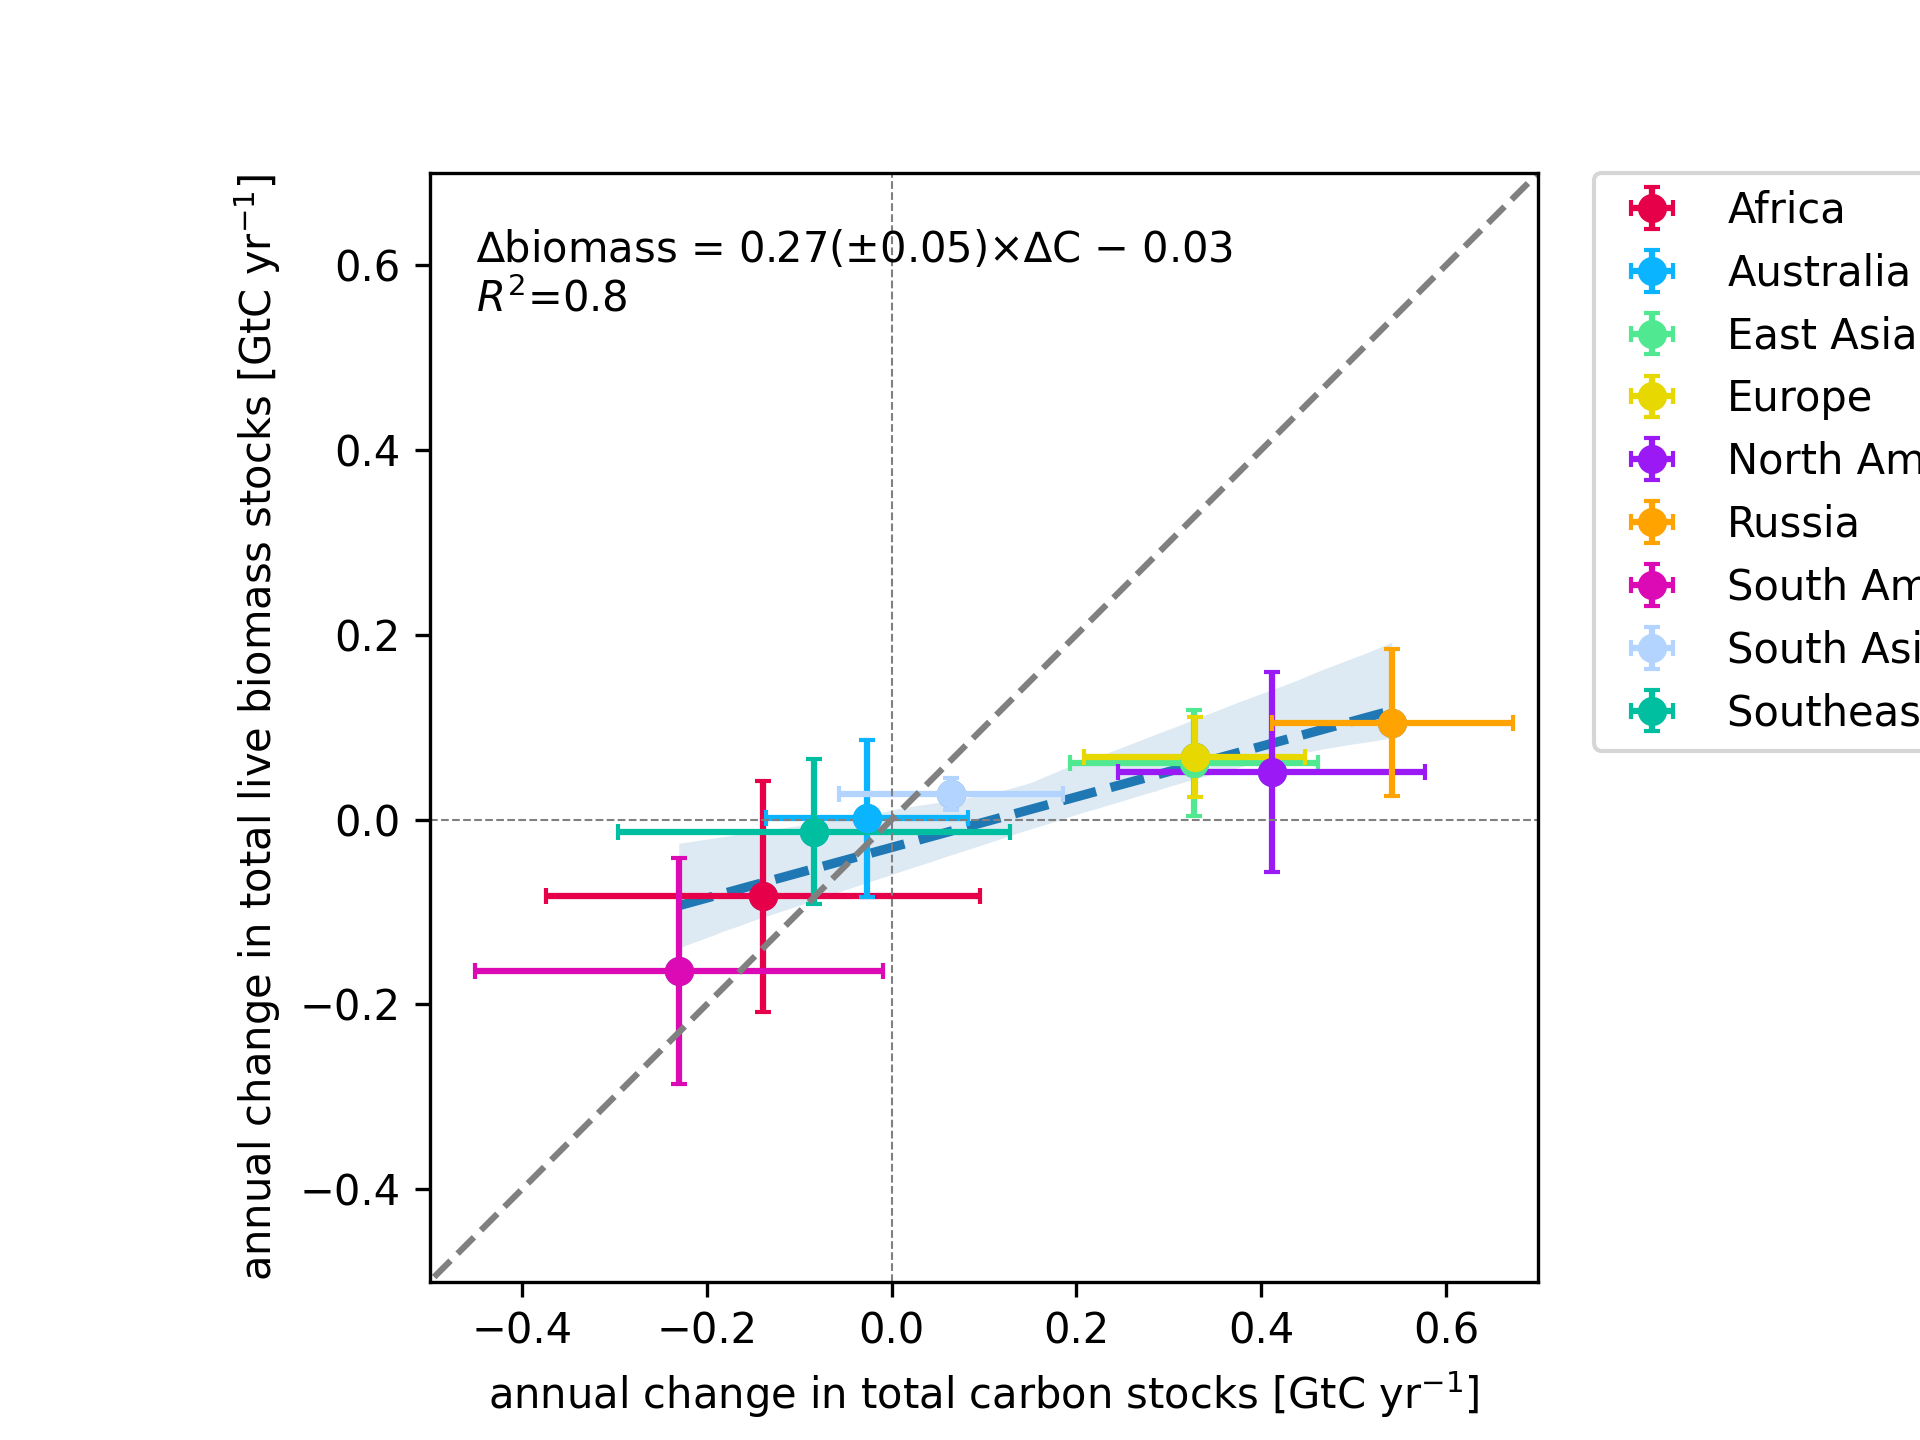 Δbiomass = 0.27(±0.05)×ΔC − 0.03
R²=0.8
annual change in total live biomass stocks [GtC yr⁻¹]
0.6
0.4
0.2
0.0
−0.2
−0.4
−0.4
−0.2
0.0
0.2
0.4
0.6
annual change in total carbon stocks [GtC yr⁻¹]
Africa
Australia
East Asia
Europe
North Am
Russia
South Am
South Asi
Southeas